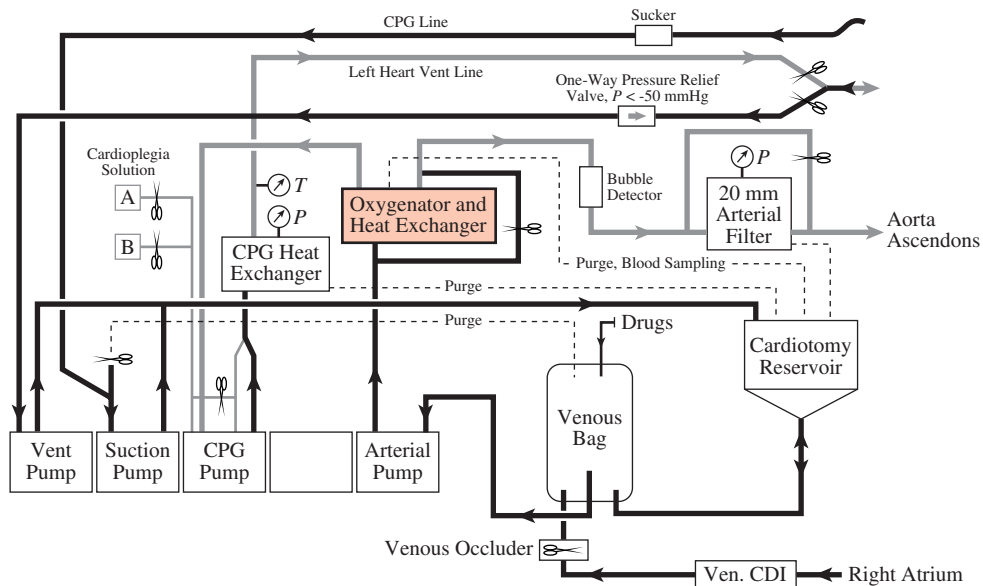 CPG Line
Sucker
Left Heart Vent Line
One-Way Pressure Relief
Valve, P < -50 mmHg
Cardioplegia
Solution
A
B
T
P
Oxygenator and
Heat Exchanger
CPG Heat
Exchanger
Bubble
Detector
P
20 mm
Arterial
Filter
Aorta
Ascendons
Purge, Blood Sampling
Purge
Purge
Drugs
Cardiotomy
Reservoir
Venous
Bag
Vent
Pump
Suction
Pump
CPG
Pump
Arterial
Pump
Venous Occluder
Ven. CDI
Right Atrium